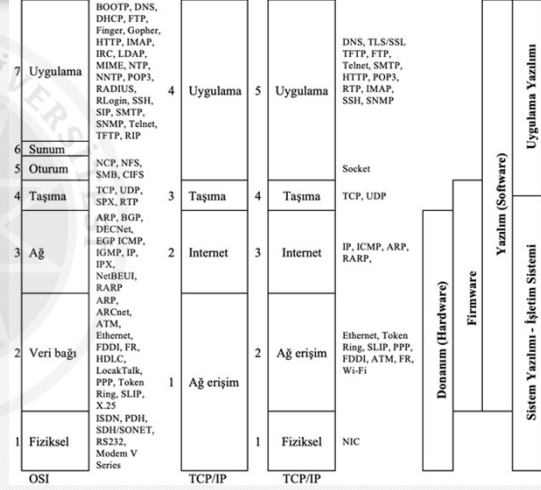 BOOTP, DNS,
DHCP, FTP,
Finger, Gopher,
HTTP, IMAP,
IRC, LDAP,
MIME, NTP,
NNTP, POP3,
RADIUS,
RLogin, SSH,
SIP, SMTP,
SNMP, Telnet,
TFTP, RIP
7 Uygulama
4 Uygulama
5 Uygulama
DNS, TLS/SSL
TFTP, FTP,
Telnet, SMTP,
HTTP, POP3,
RTP, IMAP,
SSH, SNMP
6 Sunum
5 Oturum
NCP, NFS,
SMB, CIFS
Socket
4 Taşıma
TCP, UDP,
SPX, RTP
3 Taşıma
4 Taşıma
TCP, UDP
3 Ağ
ARP, BGP,
DECNet,
EGP ICMP,
IGMP, IP,
IPX,
NetBEUI,
RARP
2 Internet
3 Internet
IP, ICMP, ARP,
RARP,
2 Veri bağı
ARP,
ARCnet,
ATM,
Ethernet,
FDDI, FR,
HDLC,
LocakTalk,
PPP, Token
Ring, SLIP,
X.25
1 Ağ erişim
2 Ağ erişim
Ethernet, Token
Ring, SLIP, PPP,
FDDI, ATM, FR,
Wi-Fi
1 Fiziksel
ISDN, PDH,
SDH/SONET,
RS232,
Modem V
Series
1 Fiziksel
NIC
OSI
TCP/IP
TCP/IP
Donanım (Hardware)
Firmware
Yazılım (Software)
Uygulama Yazılımı
Sistem Yazılımı - İşletim Sistemi